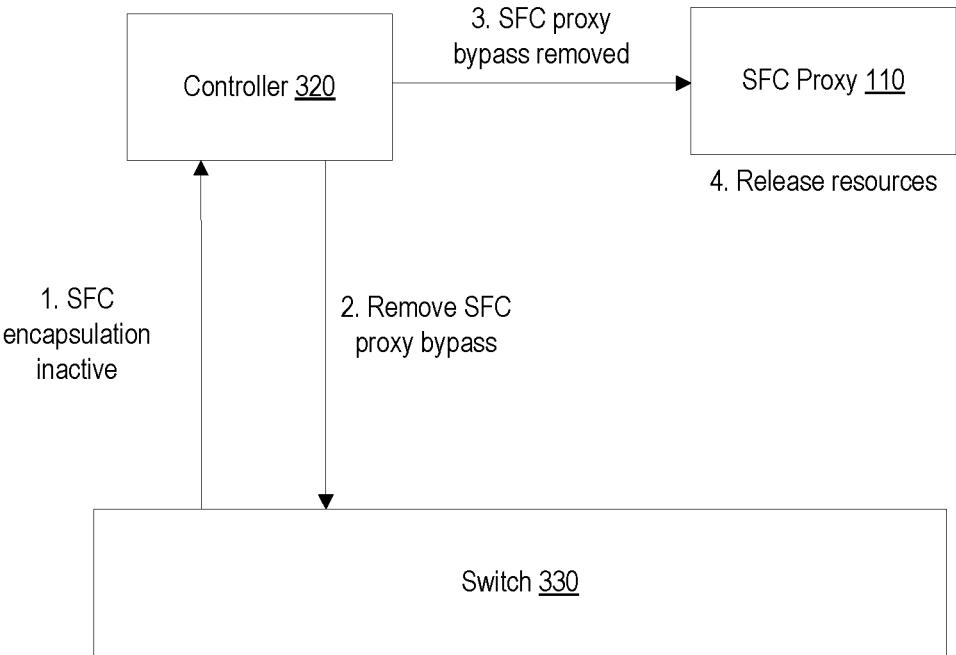 3. SFC proxy
bypass removed
Controller 320
SFC Proxy 110
4. Release resources
1. SFC
encapsulation
inactive
2. Remove SFC
proxy bypass
Switch 330